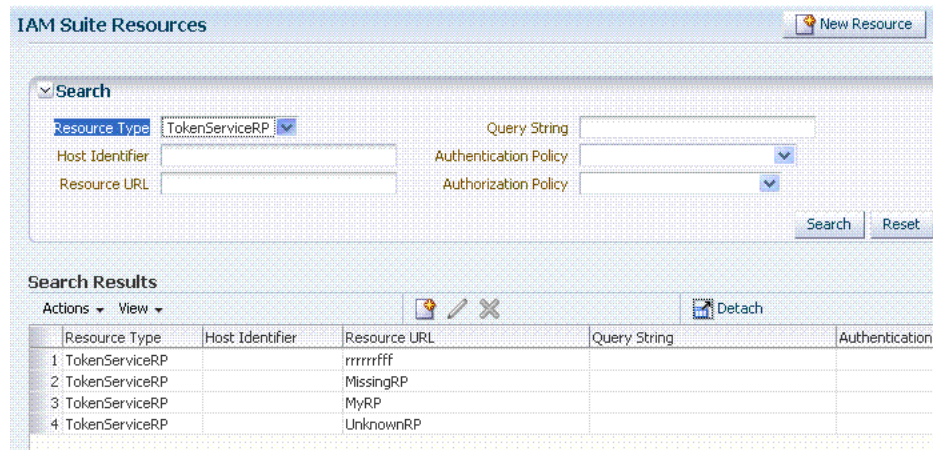 IAM Suite Resources
New Resource
Search
Resource Type TokenServiceRP Query String
Host Identifier Authentication Policy
Resource URL Authorization Policy
Search Reset
Search Results
Actions View Detach
Resource Type Host Identifier Resource URL Query String Authentication
1 TokenServiceRP rrrrrrfff
2 TokenServiceRP MissingRP
3 TokenServiceRP MyRP
4 TokenServiceRP UnknownRP